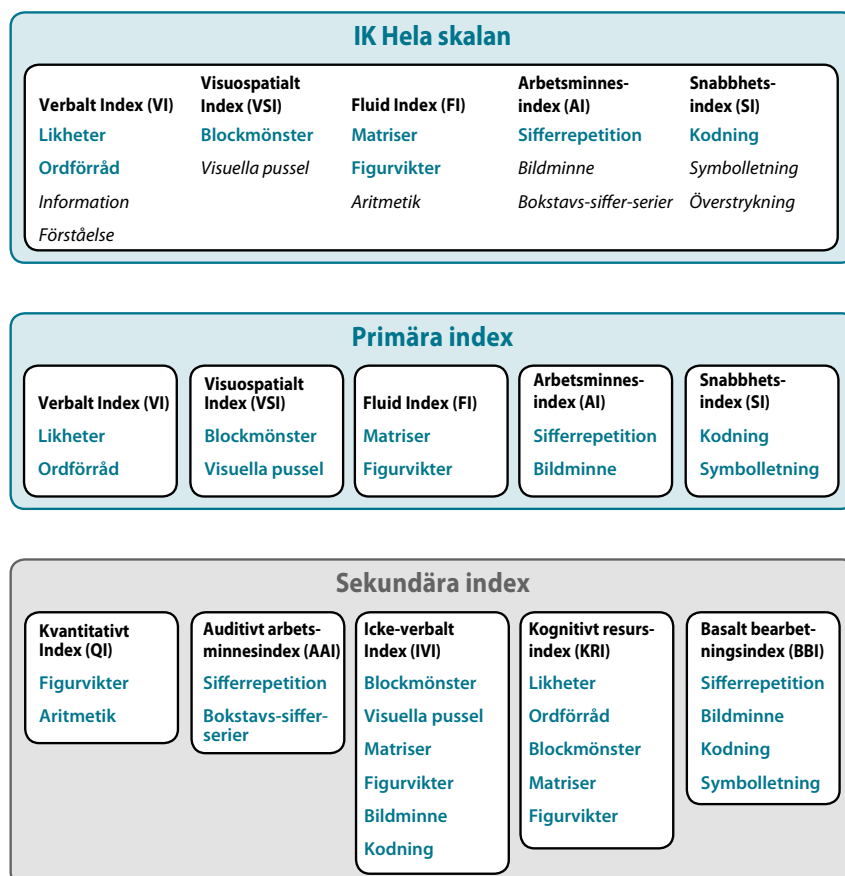 IK Hela skalan
Verbalt Index (VI)
Likheter
Ordförråd
Information
Förståelse
Visuospatialt
Index (VSI)
Blockmönster
Visuella pussel
Fluid Index (FI)
Matriser
Figurvikter
Aritmetik
Arbetsminnes-
index (AI)
Sifferrepetition
Bildminne
Bokstavs-siffer-serier
Snabbhets-
index (SI)
Kodning
Symbolletning
Överstrykning
Primära index
Verbalt Index (VI)
Likheter
Ordförråd
Visuospatialt
Index (VSI)
Blockmönster
Visuella pussel
Fluid Index (FI)
Matriser
Figurvikter
Arbetsminnes-
index (AI)
Sifferrepetition
Bildminne
Snabbhets-
index (SI)
Kodning
Symbolletning
Sekundära index
Kvantitativt
Index (QI)
Figurvikter
Aritmetik
Auditivt arbets-
minnesindex (AAI)
Sifferrepetition
Bokstavs-siffer-
serier
Icke-verbalt
Index (IVI)
Blockmönster
Visuella pussel
Matriser
Figurvikter
Bildminne
Kodning
Kognitivt resurs-
index (KRI)
Likheter
Ordförråd
Blockmönster
Matriser
Figurvikter
Basalt bearbet-
ningsindex (BBI)
Sifferrepetition
Bildminne
Kodning
Symbolletning